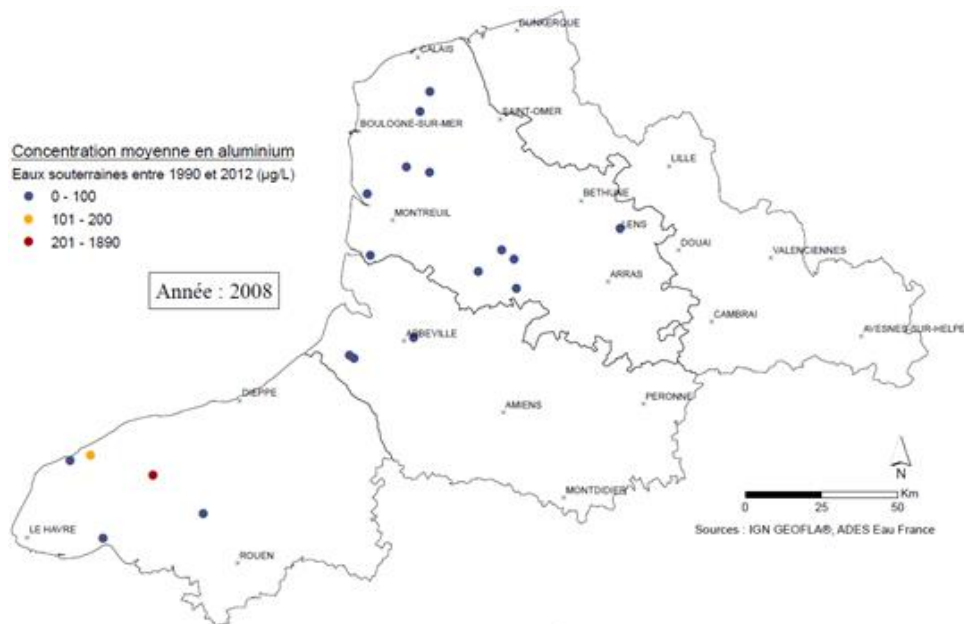 DUNKERQUE
CALAIS
SAINT-OMER
BOULOGNE-SUR-MER
Concentration moyenne en aluminium
Eaux souterraines entre 1990 et 2012 (µg/L)
0 - 100
101 - 200
201 - 1890
LILLE
BETHUNE
MONTREUIL
LENS
DOUAI
VALENCIENNES
Année : 2008
ARRAS
CAMBRAI
AVESNES-SUR-HELPE
ABBEVILLE
DIEPPE
PERONNE
AMIENS
N
MONTDIDIER
Km
0 25 50
Sources : IGN GEOFLA®, ADES Eau France
LE HAVRE
ROUEN